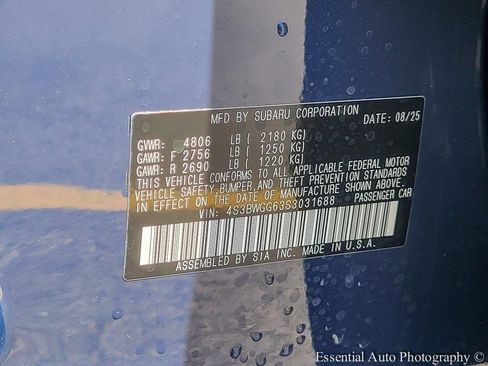 MFD BY SUBARU CORPORATION DATE: 08/25
GVWR: 4806 LB ( 2180 KG)
GAWR: F 2756 LB ( 1250 KG)
GAWR: R 2690 LB ( 1220 KG)
THIS VEHICLE CONFORMS TO ALL APPLICABLE FEDERAL MOTOR
VEHICLE SAFETY,BUMPER,AND THEFT PREVENTION STANDARDS
IN EFFECT ON THE DATE OF MANUFACTURE SHOWN ABOVE.
VIN: 4S3BWGG63S3031688 PASSENGER CAR
ASSEMBLED BY SIA INC. MADE IN U.S.A.
Essential Auto Photography ©